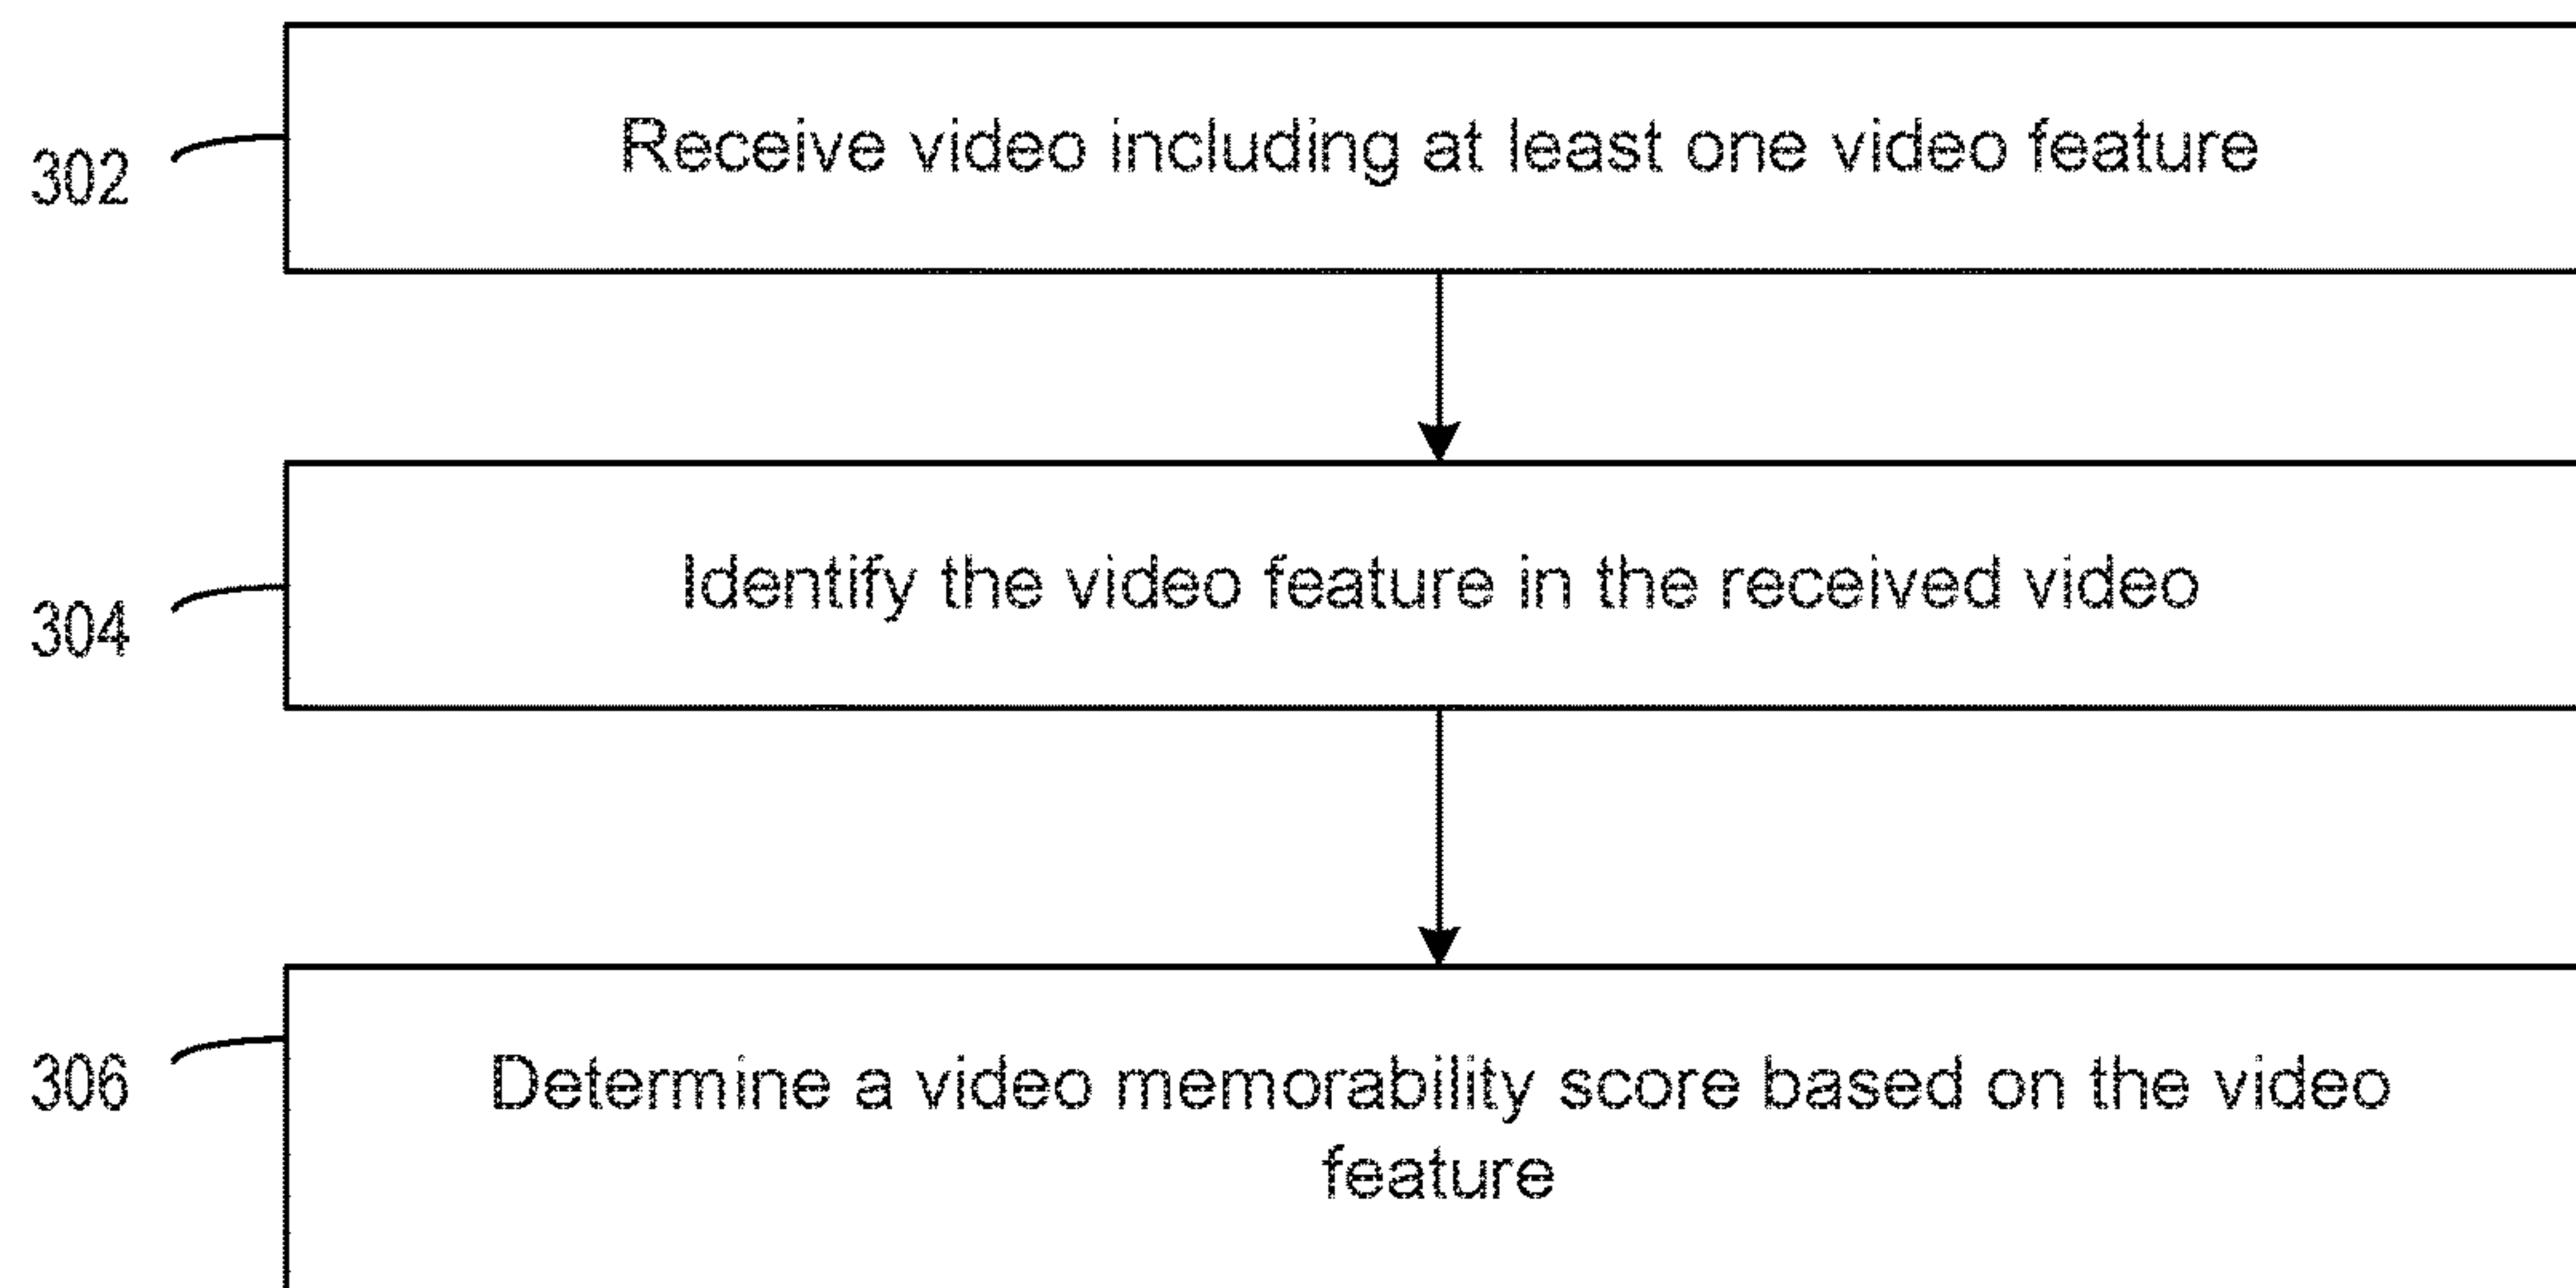 302
Receive video including at least one video feature
304
Identify the video feature in the received video
306
Determine a video memorability score based on the video
feature